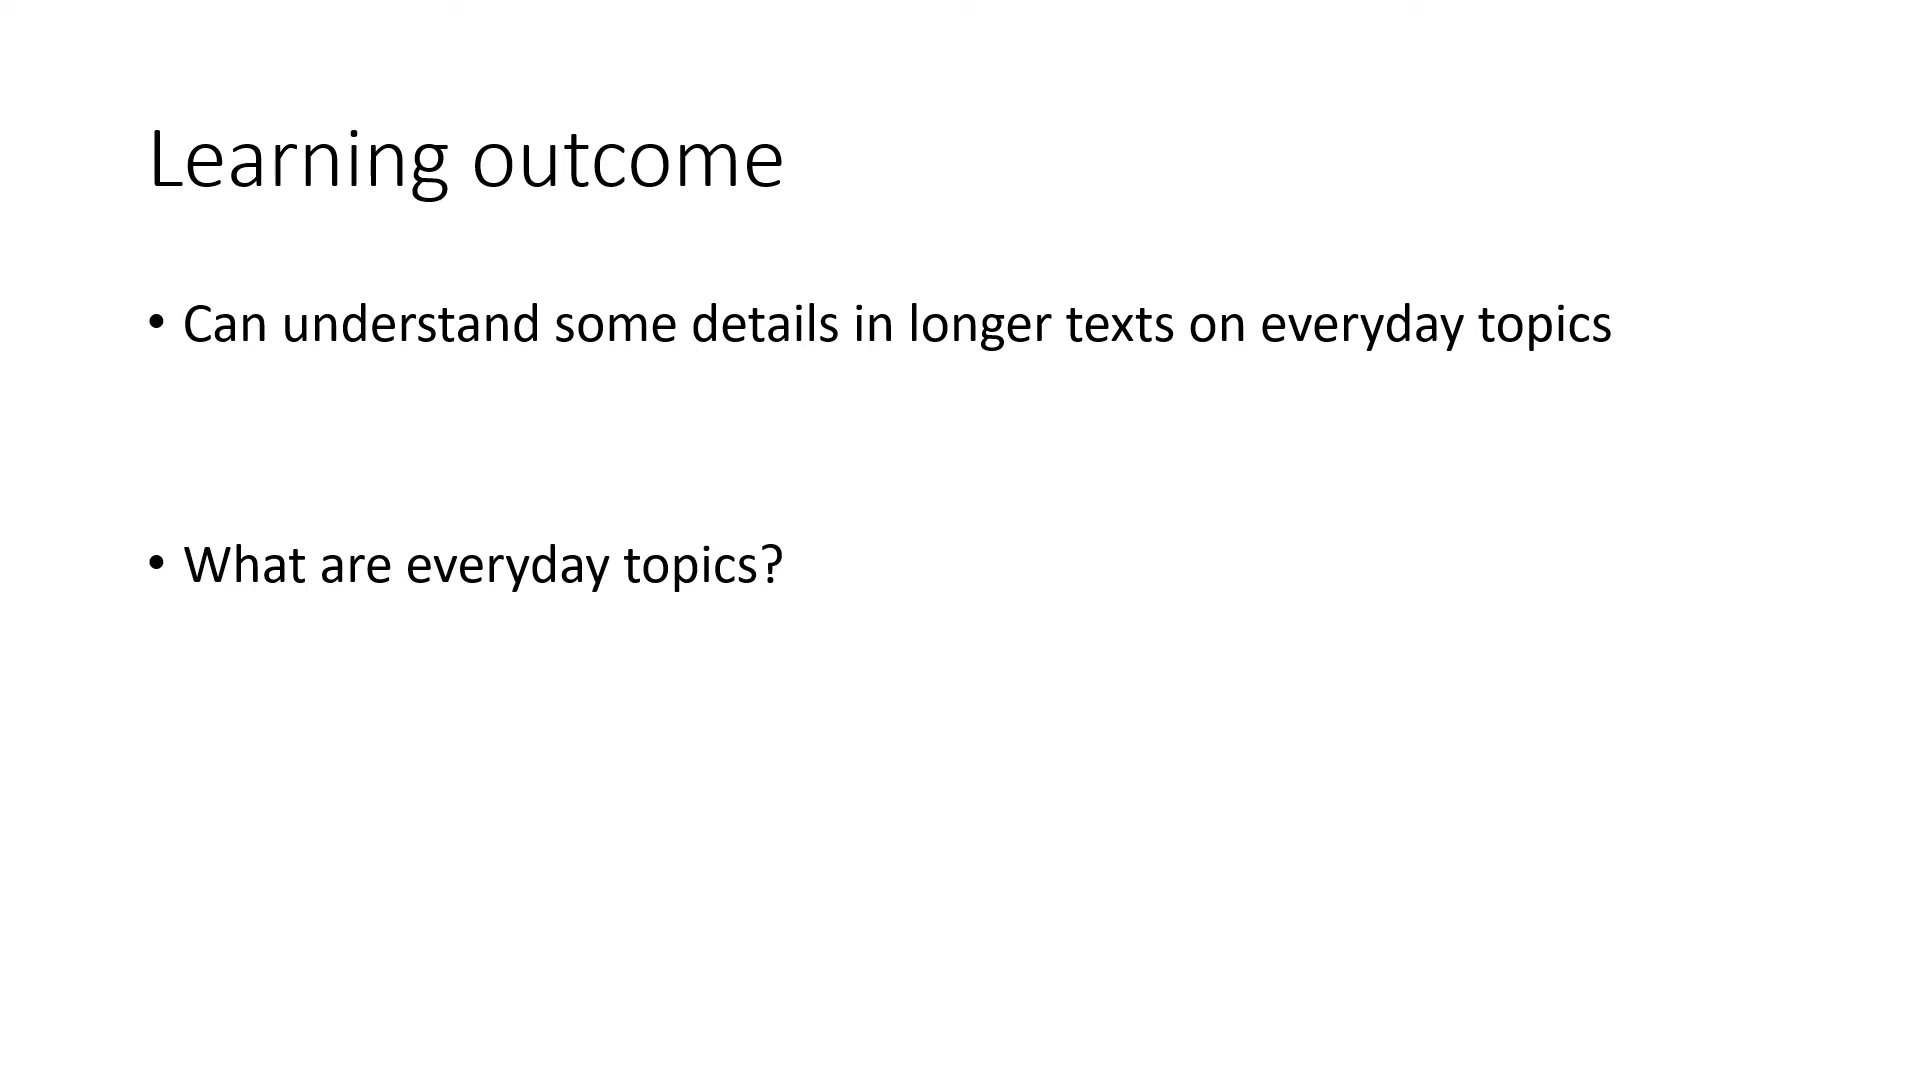 Learning outcome
• Can understand some details in longer texts on everyday topics
• What are everyday topics?